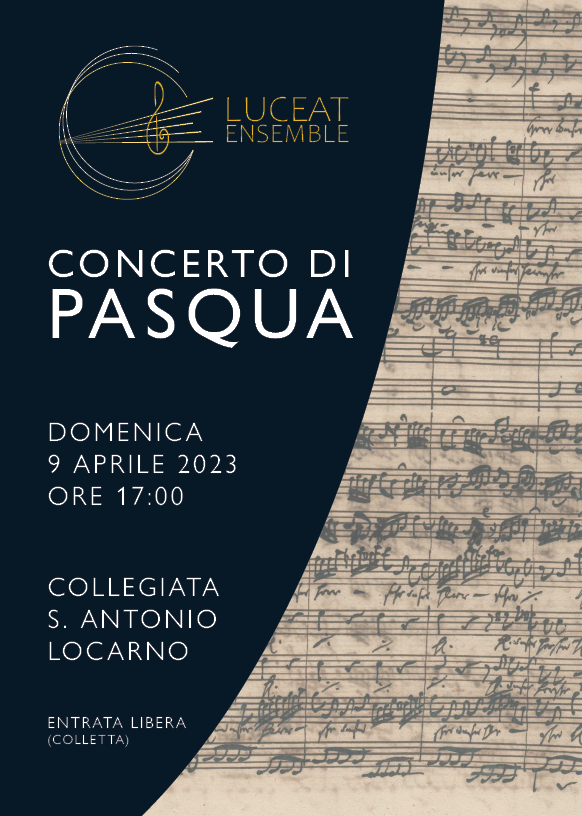 LUCEAT
ENSEMBLE
CONCERTO DI
PASQUA
DOMENICA
9 APRILE 2023
ORE 17:00
COLLEGIATA
S. ANTONIO
LOCARNO
ENTRATA LIBERA
(COLLETTA)